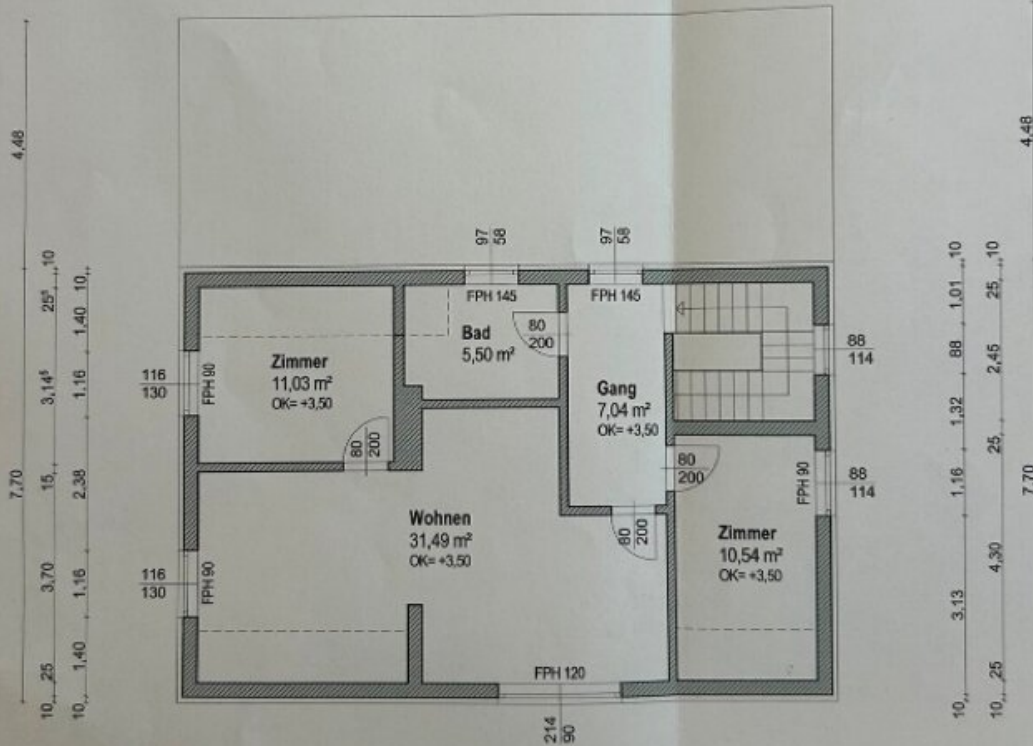 4,48
7,70
10
25⁵
3,14⁵
15
3,70
25
10
10
1,40
1,16
2,38
1,16
1,40
10
97
58
97
58
FPH 145
FPH 145
116
130
FPH 90
Zimmer
11,03 m²
OK= +3,50
80
200
Bad
5,50 m²
80
200
Gang
7,04 m²
OK= +3,50
88
114
80
200
FPH 90
88
114
Wohnen
31,49 m²
OK= +3,50
80
200
Zimmer
10,54 m²
OK= +3,50
116
130
FPH 90
FPH 120
214
90
10
1,01
88
1,32
1,16
3,13
10
10
25
2,45
25
4,30
25
10
4,48
7,70